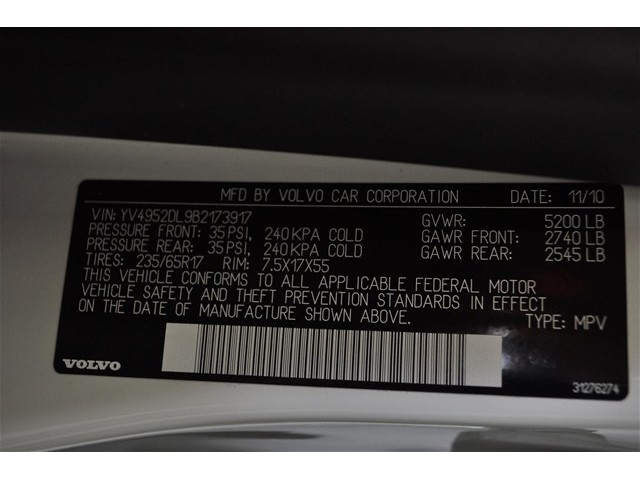 MFD BY VOLVO CAR CORPORATION DATE: 11/10
VIN: YV4952DL9B2173917 GVWR: 5200 LB
PRESSURE FRONT: 35 PSI, 240 KPA COLD GAWR FRONT: 2740 LB
PRESSURE REAR: 35 PSI, 240 KPA COLD GAWR REAR: 2545 LB
TIRES: 235/65R17 RIM: 7.5X17X55
THIS VEHICLE CONFORMS TO ALL APPLICABLE FEDERAL MOTOR
VEHICLE SAFETY AND THEFT PREVENTION STANDARDS IN EFFECT
ON THE DATE OF MANUFACTURE SHOWN ABOVE. TYPE: MPV
VOLVO 31276274